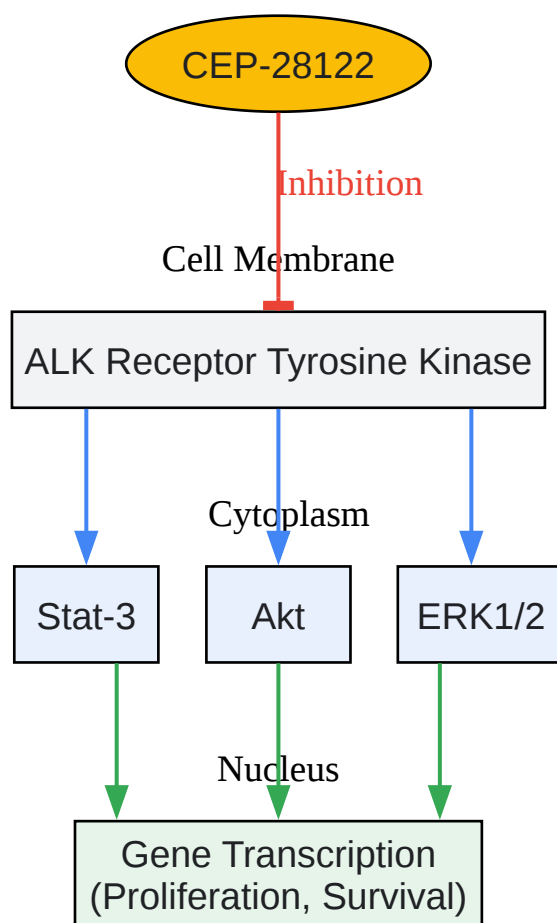 CEP-28122
Inhibition
Cell Membrane
ALK Receptor Tyrosine Kinase
Cytoplasm
Stat-3
Akt
ERK1/2
Nucleus
Gene Transcription
(Proliferation, Survival)